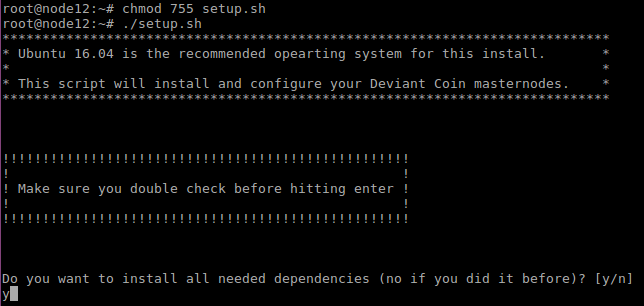 root@node12:~# chmod 755 setup.sh
root@node12:~# ./setup.sh
****************************************************************************
* Ubuntu 16.04 is the recommended opearting system for this install.       *
*                                                                          *
* This script will install and configure your Deviant Coin masternodes.    *
****************************************************************************
!!!!!!!!!!!!!!!!!!!!!!!!!!!!!!!!!!!!!!!!!!!!!!!!!!!
!                                                 !
! Make sure you double check before hitting enter !
!                                                 !
!!!!!!!!!!!!!!!!!!!!!!!!!!!!!!!!!!!!!!!!!!!!!!!!!!!
Do you want to install all needed dependencies (no if you did it before)? [y/n]
y